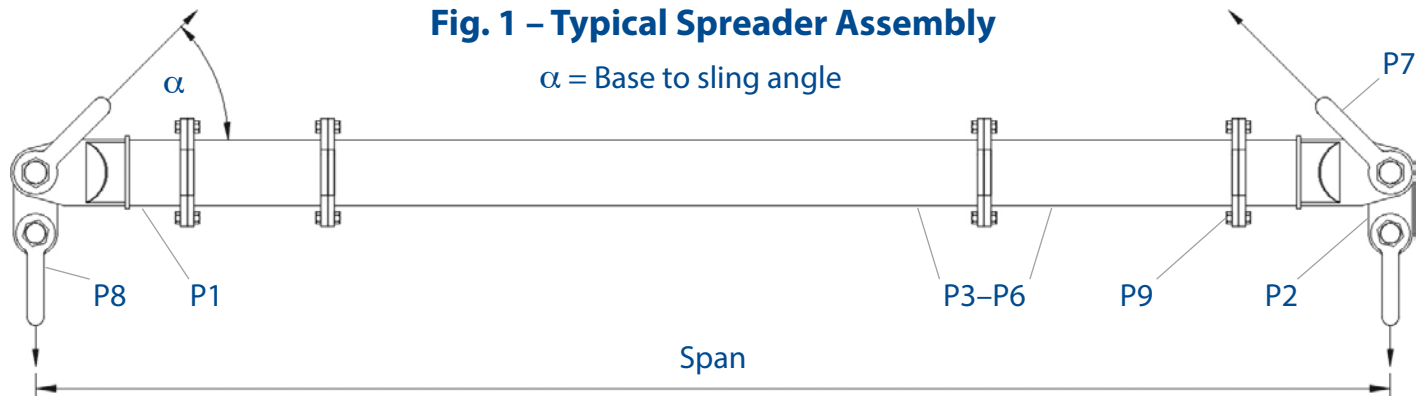 Fig. 1 – Typical Spreader Assembly
α = Base to sling angle
α
P7
P8
P1
P3–P6
P9
P2
Span